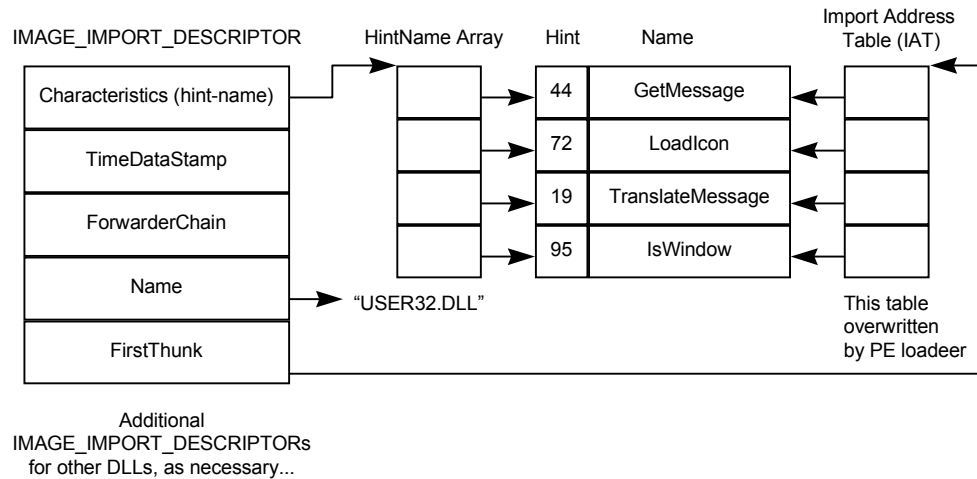 IMAGE_IMPORT_DESCRIPTOR
HintName Array
Hint
Name
Import Address
Table (IAT)
Characteristics (hint-name)
TimeDataStamp
ForwarderChain
Name
FirstThunk
44
GetMessage
72
LoadIcon
19
TranslateMessage
95
IsWindow
“USER32.DLL”
This table
overwritten
by PE loadeer
Additional
IMAGE_IMPORT_DESCRIPTORs
for other DLLs, as necessary...